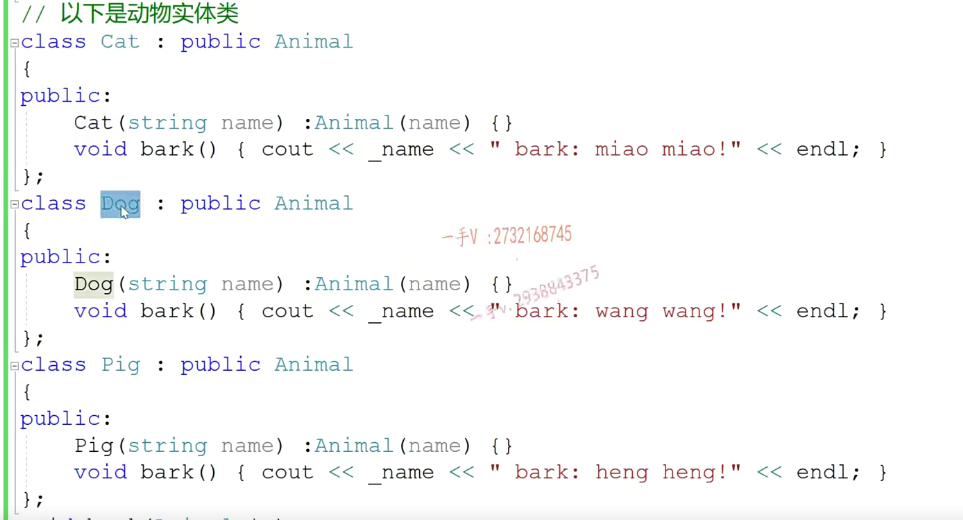 // 以下是动物实体类
class Cat : public Animal
{
public:
Cat(string name) :Animal(name) {}
void bark() { cout << _name << " bark: miao miao!" << endl; }
};
class Dog : public Animal
{
一手V :2732168745
public:
Dog(string name) :Animal(name) {}
一手v.2938843375
void bark() { cout << _name << " bark: wang wang!" << endl; }
};
class Pig : public Animal
{
public:
Pig(string name) :Animal(name) {}
void bark() { cout << _name << " bark: heng heng!" << endl; }
};